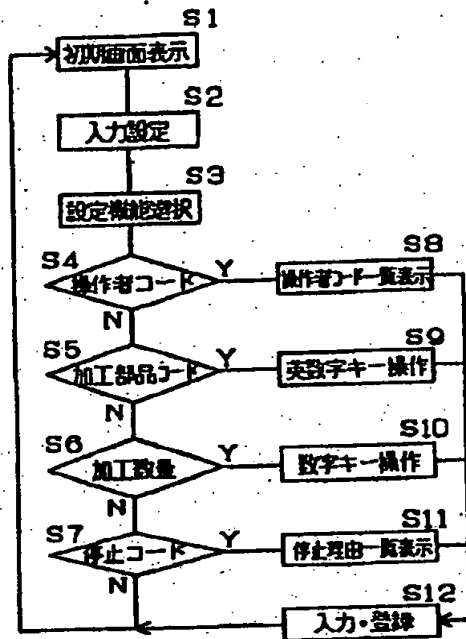 S1
初期画面表示
S2
入力設定
S3
設定機能選択
S4
操作者コード
Y
N
S8
操作者コード一覧表示
S5
加工部品コード
Y
N
S9
英数字キー操作
S6
加工数量
Y
N
S10
数字キー操作
S7
停止コード
Y
N
S11
停止理由一覧表示
S12
入力・登録